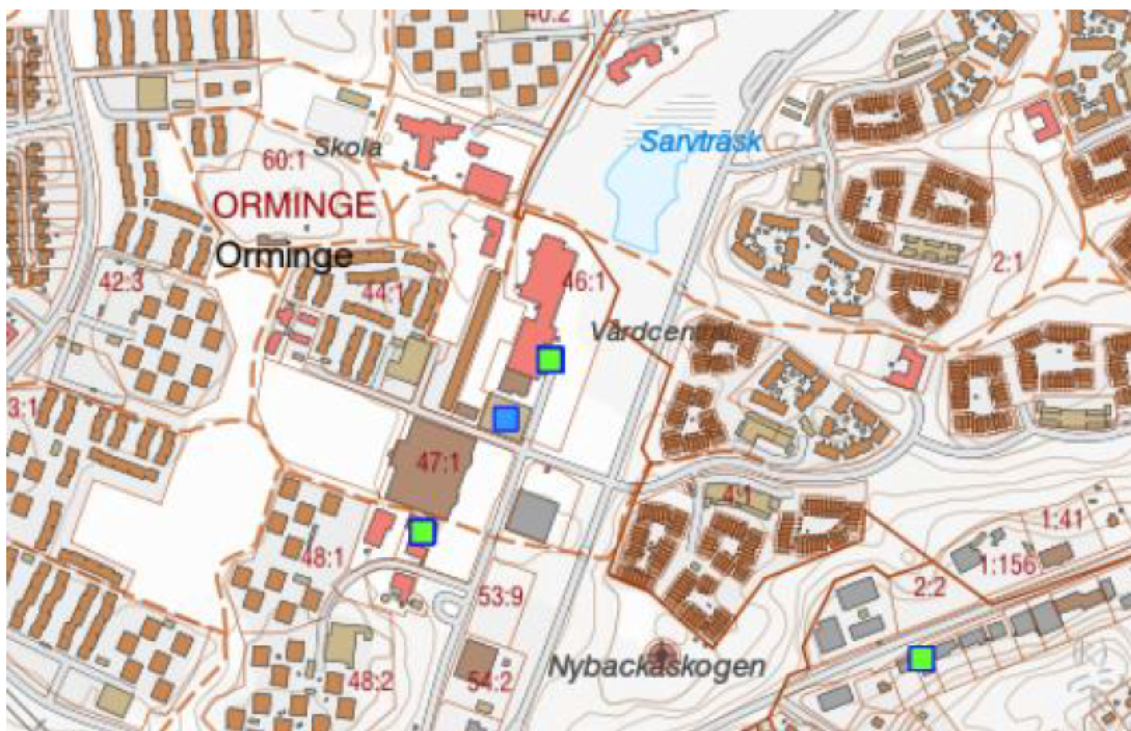 40:2
Sarvträsk
Skola
60:1
ORMINGE
Orminge
2:1
42:3
44:1
46:1
Vårdcentral
3:1
47:1
4:1
1:41
48:1
1:156
2:2
53:9
Nybackaskogen
48:2
54:2